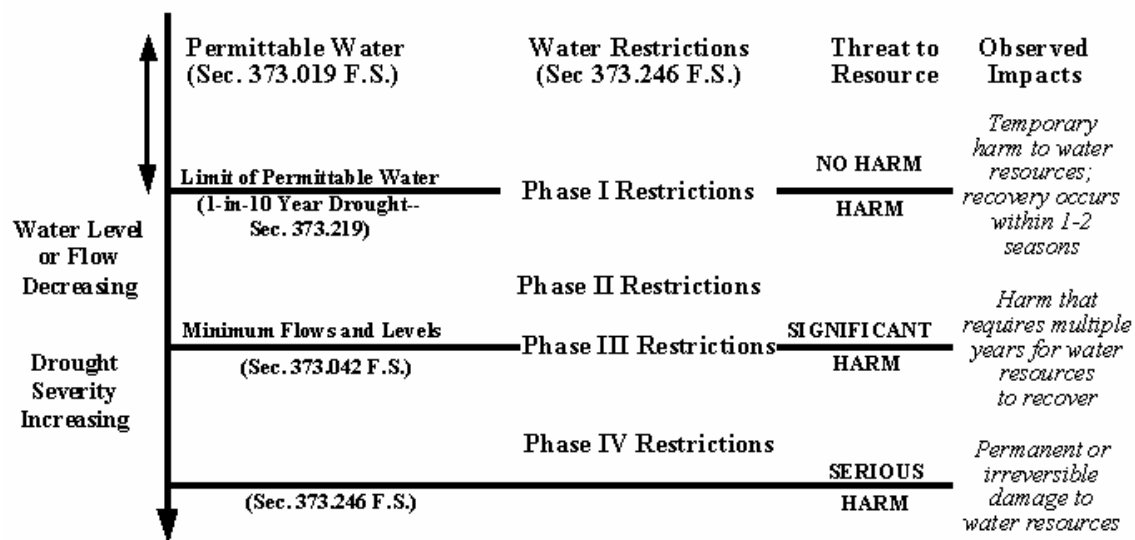 Permittable Water
(Sec. 373.019 F.S.)
Water Restrictions
(Sec 373.246 F.S.)
Threat to
Resource
Observed
Impacts
Limit of Permittable Water
(1-in-10 Year Drought--
Sec. 373.219)
Phase I Restrictions
NO HARM
HARM
Temporary
harm to water
resources;
recovery occurs
within 1-2
seasons
Water Level
or Flow
Decreasing
Phase II Restrictions
Minimum Flows and Levels
(Sec. 373.042 F.S.)
Phase III Restrictions
SIGNIFICANT
HARM
Harm that
requires multiple
years for water
resources
to recover
Drought
Severity
Increasing
Phase IV Restrictions
(Sec. 373.246 F.S.)
SERIOUS
HARM
Permanent or
irreversible
damage to
water resources